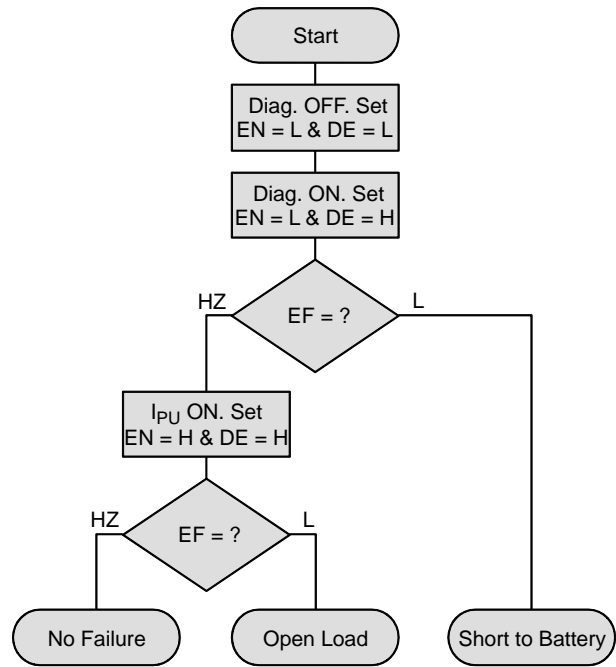 Start
Diag. OFF. Set
EN = L & DE = L
Diag. ON. Set
EN = L & DE = H
HZ
L
EF = ?
IPU ON. Set
EN = H & DE = H
HZ
L
EF = ?
No Failure
Open Load
Short to Battery